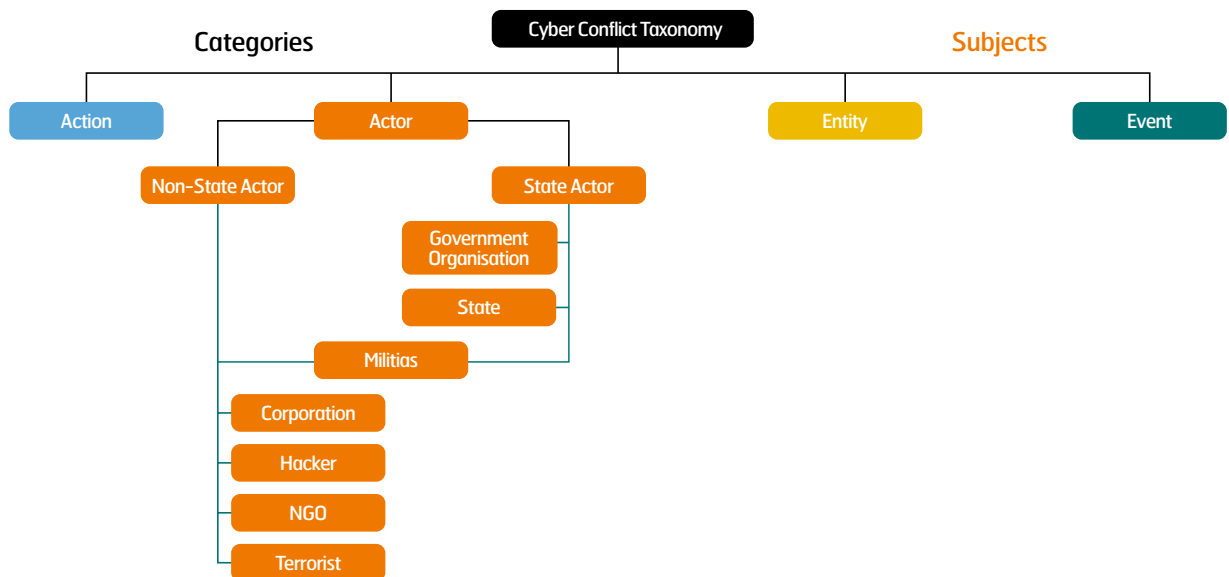 Cyber Conflict Taxonomy
Categories
Subjects
Action
Actor
Entity
Event
Non-State Actor
State Actor
Government
Organisation
State
Militias
Corporation
Hacker
NGO
Terrorist